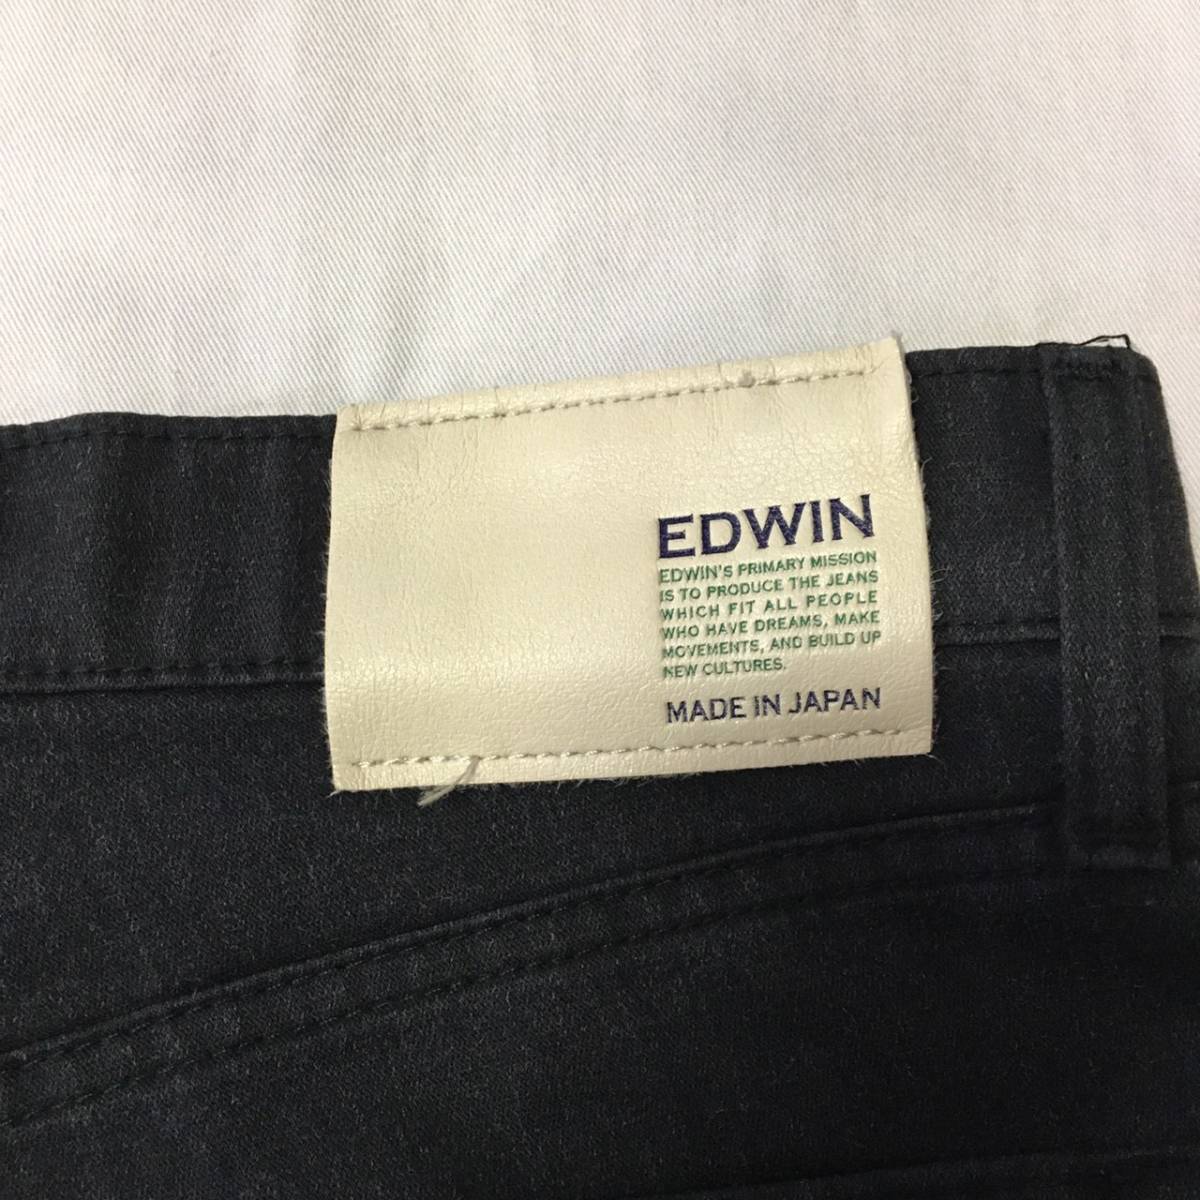 EDWIN
EDWIN'S PRIMARY MISSION
IS TO PRODUCE THE JEANS
WHICH FIT ALL PEOPLE
WHO HAVE DREAMS, MAKE
MOVEMENTS, AND BUILD UP
NEW CULTURES.
MADE IN JAPAN